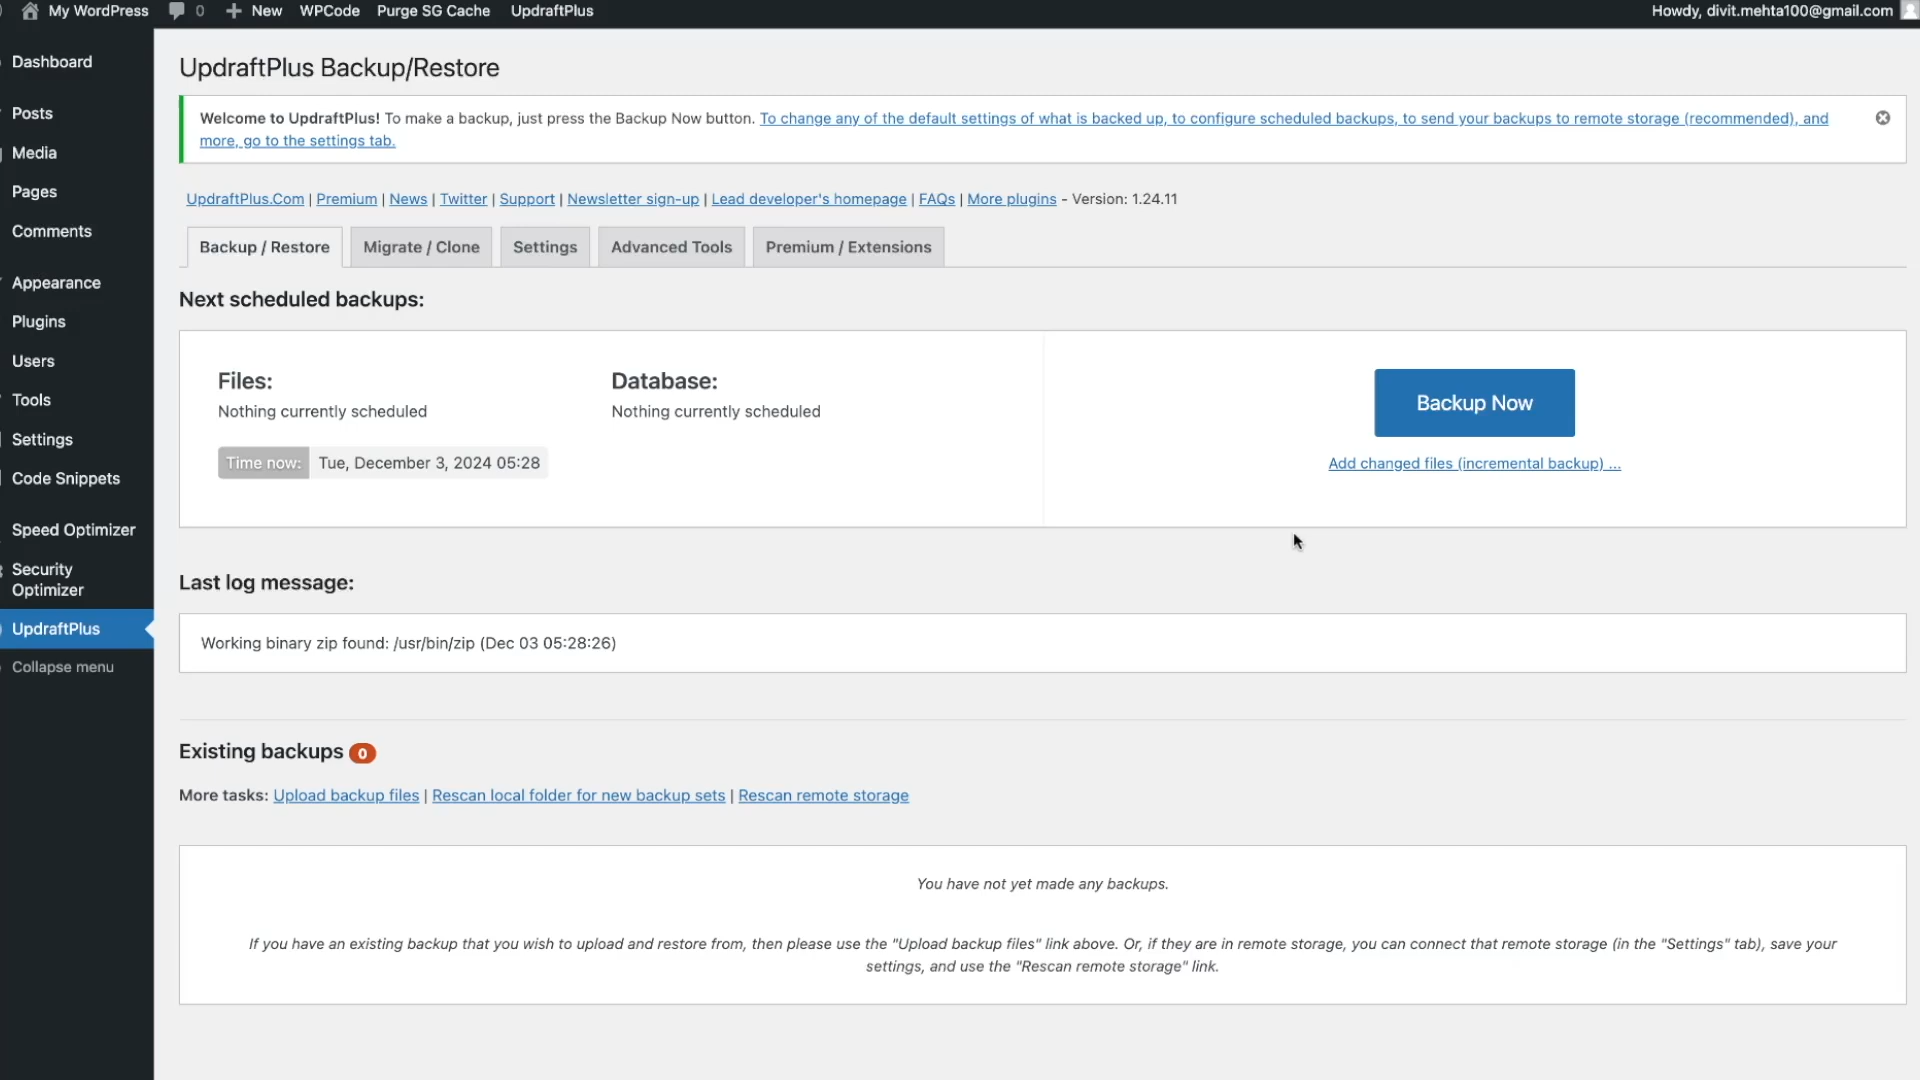 My WordPress 0 New WPCode Purge SG Cache UpdraftPlus Howdy, divit.mehta100@gmail.com
Dashboard
Posts
Media
Pages
Comments
Appearance
Plugins
Users
Tools
Settings
Code Snippets
Speed Optimizer
Security
Optimizer
UpdraftPlus
Collapse menu
UpdraftPlus Backup/Restore
Welcome to UpdraftPlus! To make a backup, just press the Backup Now button. To change any of the default settings of what is backed up, to configure scheduled backups, to send your backups to remote storage (recommended), and
more, go to the settings tab.
UpdraftPlus.Com | Premium | News | Twitter | Support | Newsletter sign-up | Lead developer's homepage | FAQs | More plugins - Version: 1.24.11
Backup / Restore Migrate / Clone Settings Advanced Tools Premium / Extensions
Next scheduled backups:
Files:
Nothing currently scheduled
Database:
Nothing currently scheduled
Time now: Tue, December 3, 2024 05:28
Backup Now
Add changed files (incremental backup) ...
Last log message:
Working binary zip found: /usr/bin/zip (Dec 03 05:28:26)
Existing backups 0
More tasks: Upload backup files | Rescan local folder for new backup sets | Rescan remote storage
You have not yet made any backups.
If you have an existing backup that you wish to upload and restore from, then please use the "Upload backup files" link above. Or, if they are in remote storage, you can connect that remote storage (in the "Settings" tab), save your
settings, and use the "Rescan remote storage" link.